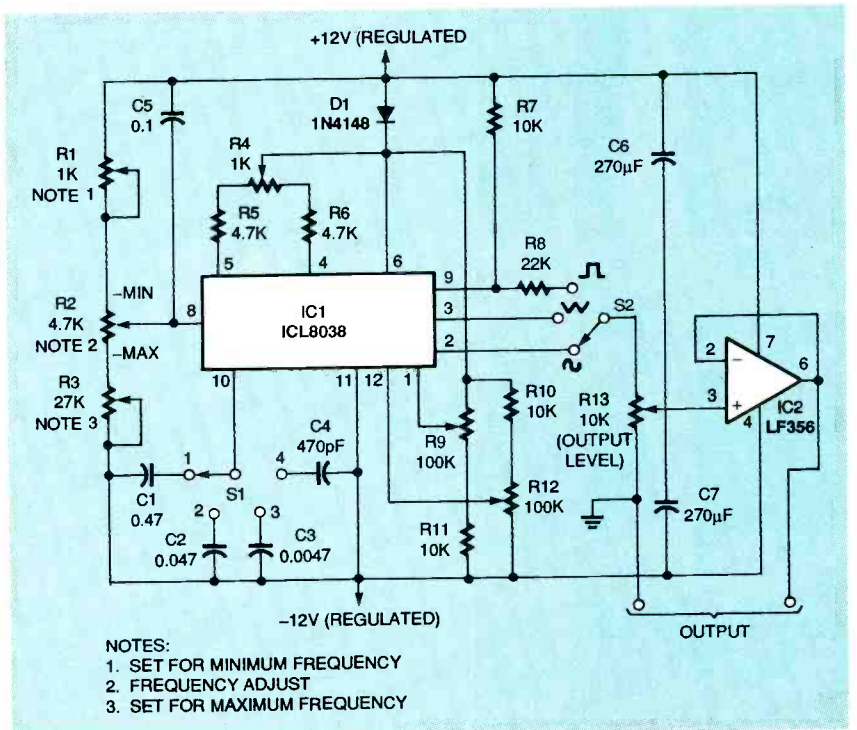 +12V (REGULATED
C5
0.1
D1
1N4148
R7
10K
R1
1K
NOTE 1
R4
1K
C6
270µF
R5
4.7K
R6
4.7K
R8
22K
5
4
6
9
–MIN
R2
4.7K
NOTE 2
–MAX
8
IC1
ICL8038
3
2
S2
10
11
12
1
2
7
6
3
4
IC2
LF356
R3
27K
NOTE 3
C4
470pF
R9
100K
R10
10K
R13
10K
(OUTPUT
LEVEL)
1
S1
4
C1
0.47
2
3
C2
0.047
C3
0.0047
R12
100K
R11
10K
C7
270µF
–12V (REGULATED)
OUTPUT
NOTES:
1. SET FOR MINIMUM FREQUENCY
2. FREQUENCY ADJUST
3. SET FOR MAXIMUM FREQUENCY